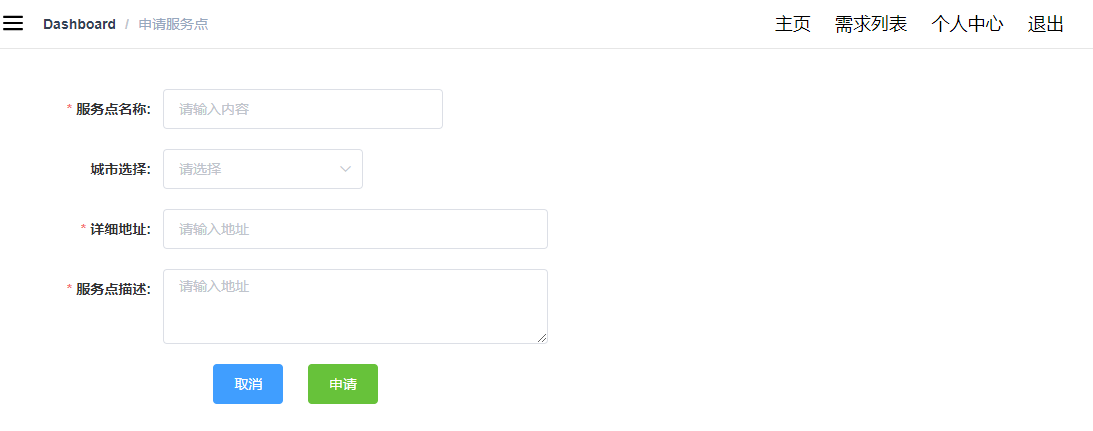 Dashboard / 申请服务点 主页 需求列表 个人中心 退出
* 服务点名称: 请输入内容
城市选择: 请选择
* 详细地址: 请输入地址
* 服务点描述: 请输入地址
取消 申请